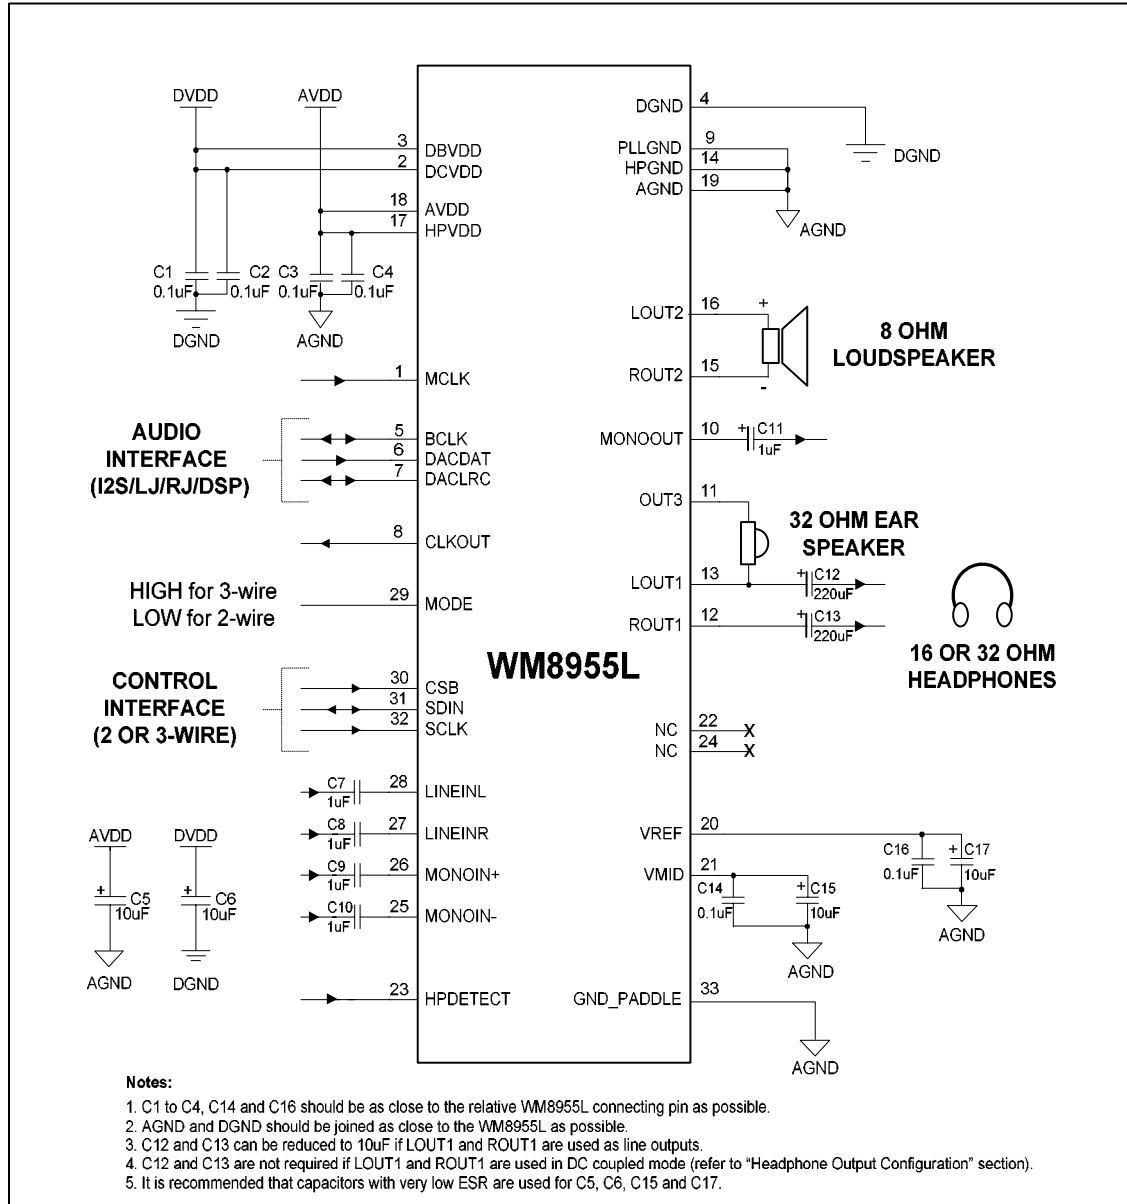 DVDD
AVDD
DGND 4
3 DBVDD
2 DCVDD
PLLGND 9
HPGND 14
AGND 19
DGND
18 AVDD
17 HPVDD
AGND
C1 0.1uF
C2 0.1uF
C3 0.1uF
C4 0.1uF
DGND
AGND
LOUT2 16 +
8 OHM
LOUDSPEAKER
ROUT2 15 -
1 MCLK
AUDIO
INTERFACE
(I2S/LJ/RJ/DSP)
5 BCLK
6 DACDAT
7 DACLRC
MONOOUT 10 + C11
1uF
OUT3 11
32 OHM EAR
SPEAKER
8 CLKOUT
LOUT1 13 + C12
220uF
HIGH for 3-wire
LOW for 2-wire
29 MODE
ROUT1 12 + C13
220uF
16 OR 32 OHM
HEADPHONES
WM8955L
CONTROL
INTERFACE
(2 OR 3-WIRE)
30 CSB
31 SDIN
32 SCLK
NC 22 X
NC 24 X
C7 1uF 28 LINEINL
C8 1uF 27 LINEINR
C9 1uF 26 MONOIN+
C10 1uF 25 MONOIN-
VREF 20
C16 0.1uF
+ C17 10uF
AGND
VMID 21
C14 0.1uF
+ C15 10uF
AGND
AVDD
+ C5 10uF
AGND
DVDD
+ C6 10uF
DGND
23 HPDETECT
GND_PADDLE 33
AGND
Notes:
1. C1 to C4, C14 and C16 should be as close to the relative WM8955L connecting pin as possible.
2. AGND and DGND should be joined as close to the WM8955L as possible.
3. C12 and C13 can be reduced to 10uF if LOUT1 and ROUT1 are used as line outputs.
4. C12 and C13 are not required if LOUT1 and ROUT1 are used in DC coupled mode (refer to “Headphone Output Configuration” section).
5. It is recommended that capacitors with very low ESR are used for C5, C6, C15 and C17.